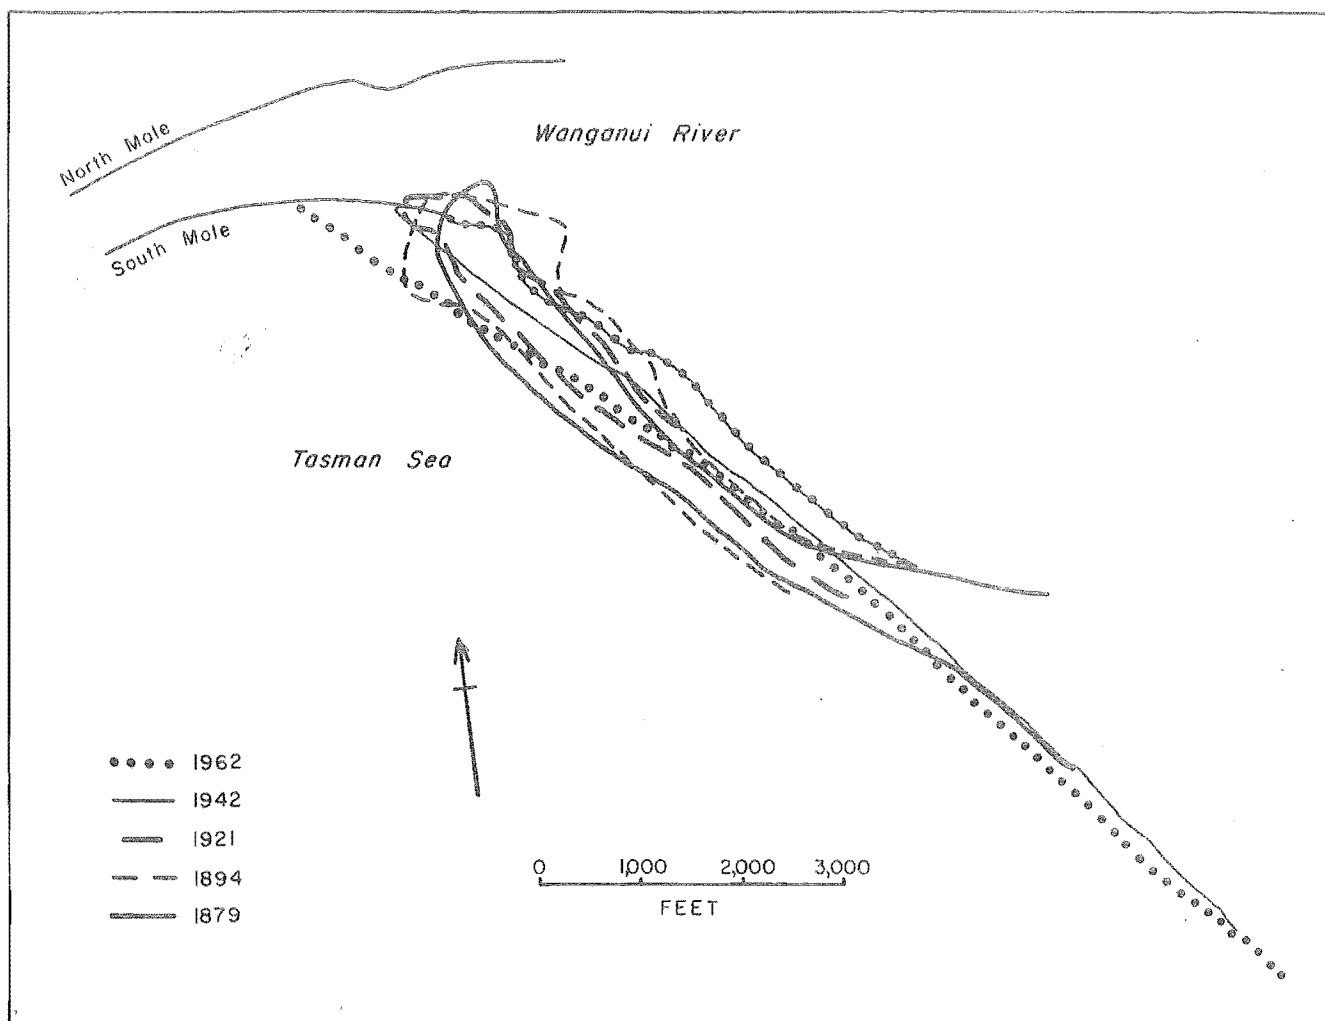 North Mole
Wanganui River
South Mole
Tasman Sea
1962
1942
1921
1894
1879
0 1,000 2,000 3,000
FEET